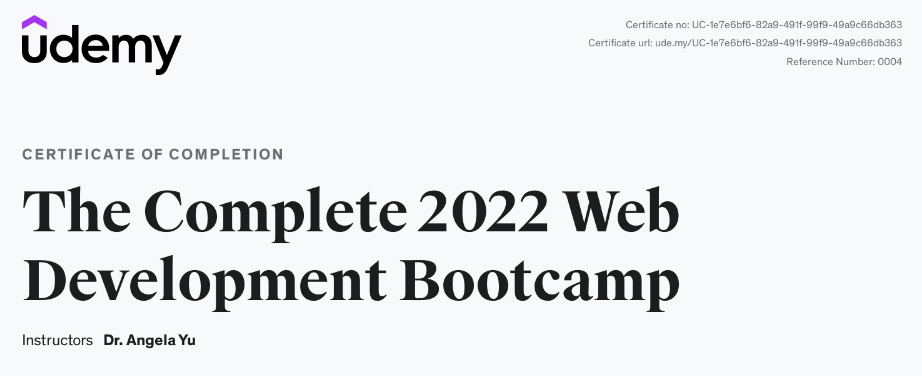 udemy
Certificate no: UC-1e7e6bf6-82a9-491f-99f9-49a9c66db363
Certificate url: ude.my/UC-1e7e6bf6-82a9-491f-99f9-49a9c66db363
Reference Number: 0004
CERTIFICATE OF COMPLETION
The Complete 2022 Web
Development Bootcamp
Instructors Dr. Angela Yu